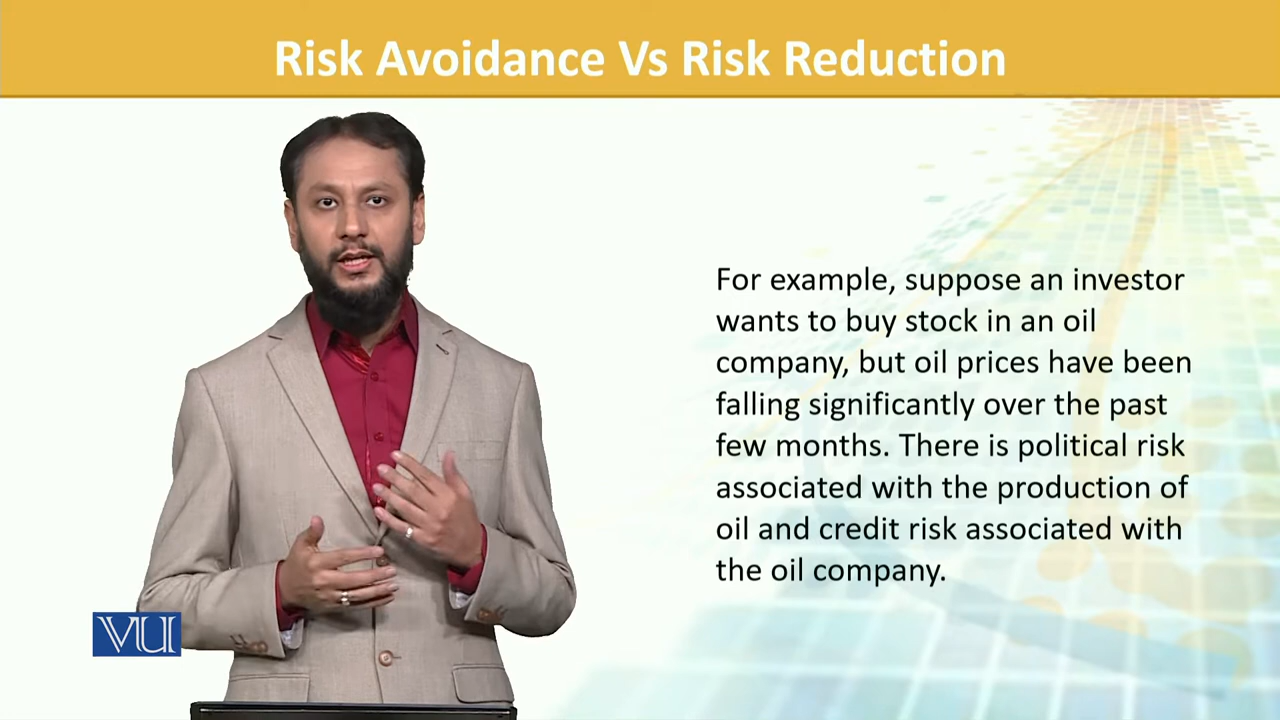 Risk Avoidance Vs Risk Reduction
For example, suppose an investor
wants to buy stock in an oil
company, but oil prices have been
falling significantly over the past
few months. There is political risk
associated with the production of
oil and credit risk associated with
the oil company.
VU